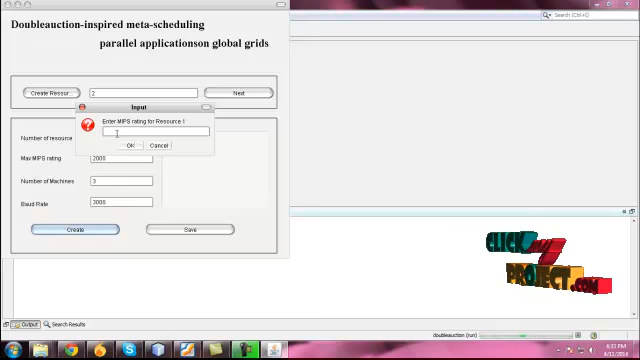 Doubleauction-inspired meta-scheduling
parallel applicationson global grids
Search (Ctrl+I)
Create Resour...
2
Next
Input
Enter MIPS rating for Resource 1
OK
Cancel
Number of resource
Max MIPS rating
2000
Number of Machines
3
Baud Rate
3000
Create
Save
CLICK
my
PROJECT.COM
Output
Search Results
doubleauction (run)
4:33 PM
4/11/2014